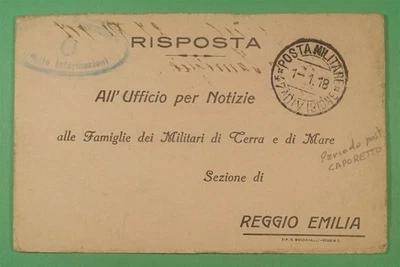 RISPOSTA
POSTA MILITARE
1-1.18
All'Ufficio per Notizie
alle Famiglie dei Militari di Terra e di Mare
Sezione di
REGGIO EMILIA
Periodo post
CAPORETTO